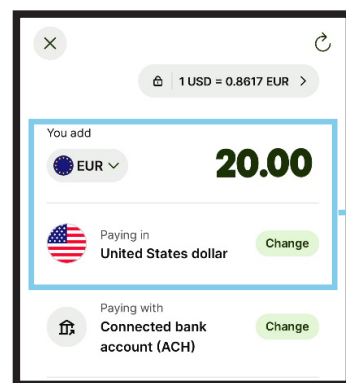 1 USD = 0.8617 EUR
You add
EUR
20.00
Paying in
United States dollar
Change
Paying with
Connected bank
account (ACH)
Change